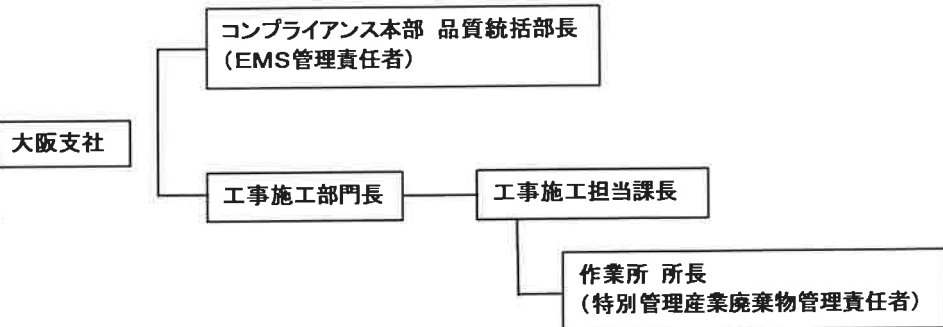 コンプライアンス本部 品質統括部長
(EMS管理責任者)
大阪支社
工事施工部門長
工事施工担当課長
作業所 所長
(特別管理産業廃棄物管理責任者)